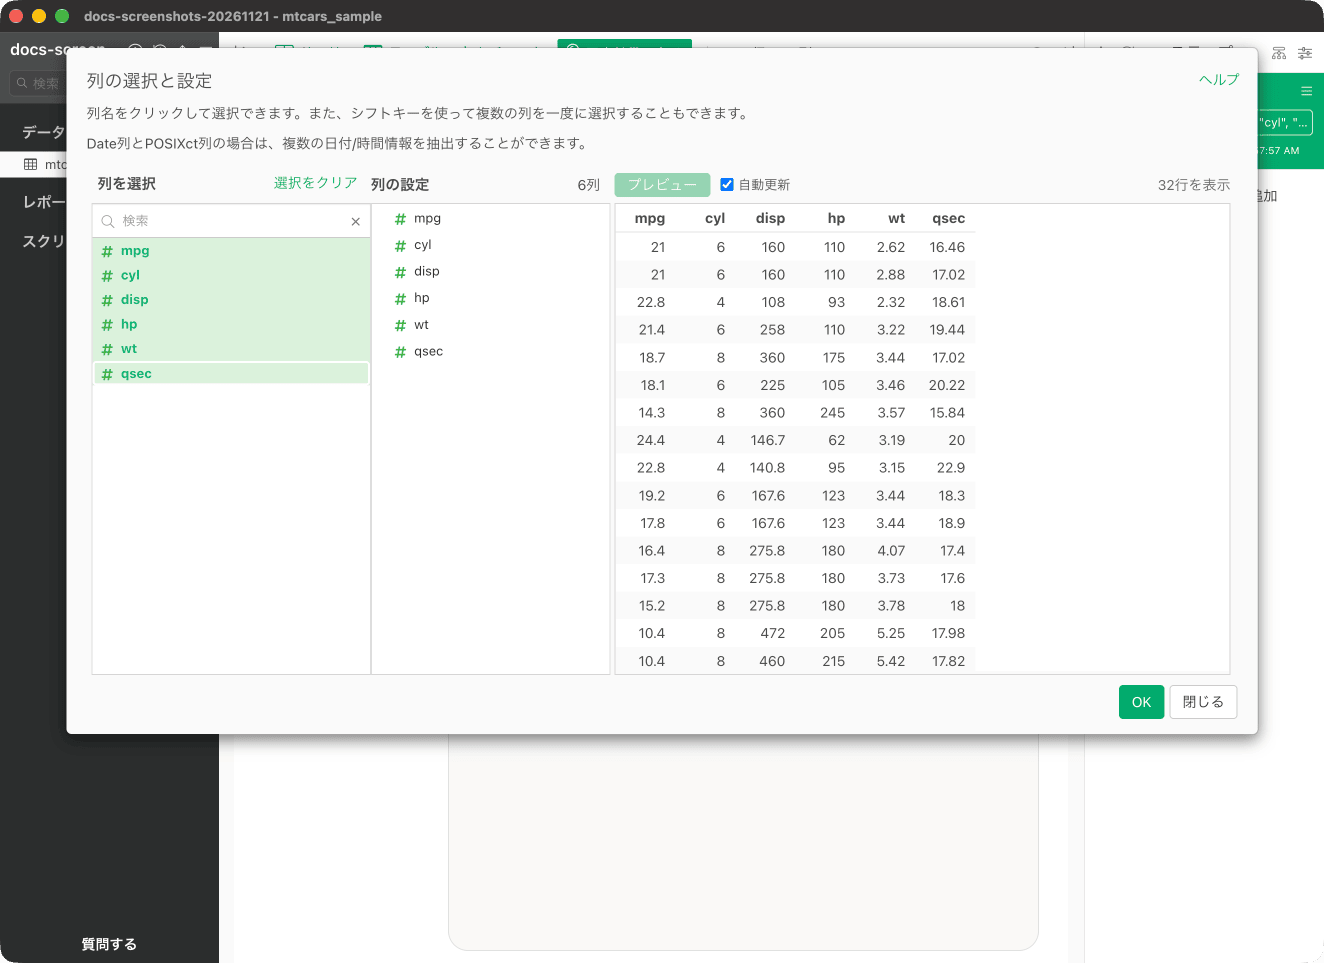 docs-screenshots-20261121 - mtcars_sample
docs-screen
検索
データ
mtc
レポー
スクリ
質問する
列の選択と設定
ヘルプ
列名をクリックして選択できます。また、シフトキーを使って複数の列を一度に選択することもできます。
Date列とPOSIXct列の場合は、複数の日付/時間情報を抽出することができます。
列を選択
選択をクリア
検索
mpg
cyl
disp
hp
wt
qsec
列の設定
6列
mpg
cyl
disp
hp
wt
qsec
プレビュー
自動更新
32行を表示
mpg cyl disp hp wt qsec
21 6 160 110 2.62 16.46
21 6 160 110 2.88 17.02
22.8 4 108 93 2.32 18.61
21.4 6 258 110 3.22 19.44
18.7 8 360 175 3.44 17.02
18.1 6 225 105 3.46 20.22
14.3 8 360 245 3.57 15.84
24.4 4 146.7 62 3.19 20
22.8 4 140.8 95 3.15 22.9
19.2 6 167.6 123 3.44 18.3
17.8 6 167.6 123 3.44 18.9
16.4 8 275.8 180 4.07 17.4
17.3 8 275.8 180 3.73 17.6
15.2 8 275.8 180 3.78 18
10.4 8 472 205 5.25 17.98
10.4 8 460 215 5.42 17.82
OK
閉じる
"cyl", "...
7:57 AM
追加